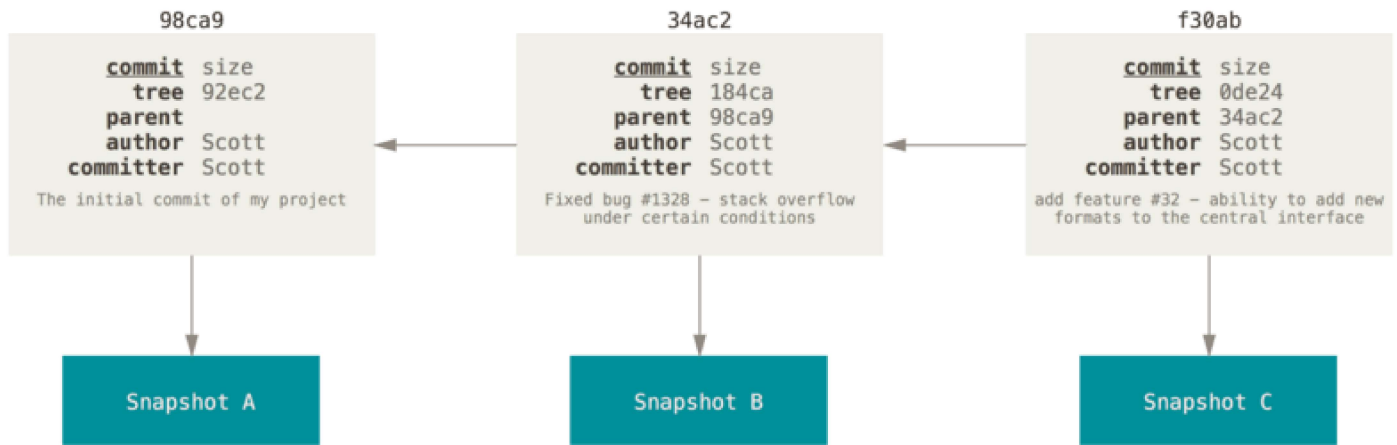 98ca9
commit size
tree 92ec2
parent
author Scott
committer Scott
The initial commit of my project
Snapshot A
34ac2
commit size
tree 184ca
parent 98ca9
author Scott
committer Scott
Fixed bug #1328 – stack overflow
under certain conditions
Snapshot B
f30ab
commit size
tree 0de24
parent 34ac2
author Scott
committer Scott
add feature #32 – ability to add new
formats to the central interface
Snapshot C